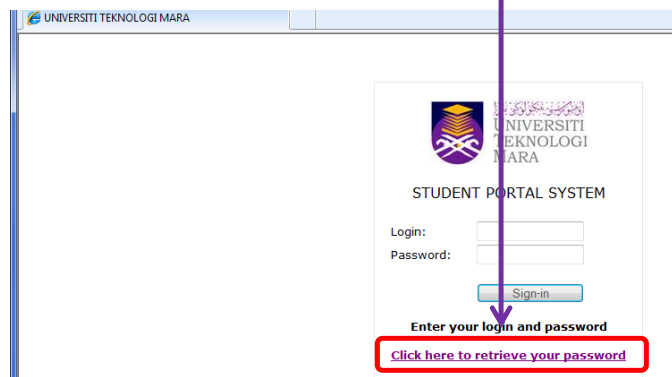 UNIVERSITI TEKNOLOGI MARA
UNIVERSITI
TEKNOLOGI
MARA
STUDENT PORTAL SYSTEM
Login:
Password:
Sign-in
Enter your login and password
Click here to retrieve your password